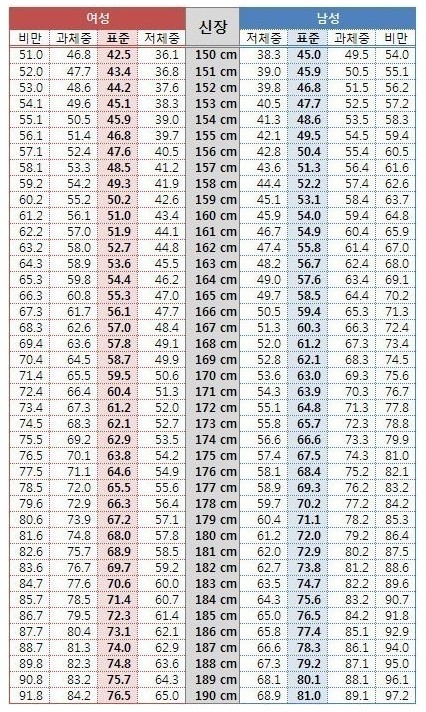 여성 신장 남성
비만 과체중 표준 저체중 저체중 표준 과체중 비만
51.0 46.8 42.5 36.1 150 cm 38.3 45.0 49.5 54.0
52.0 47.7 43.4 36.8 151 cm 39.0 45.9 50.5 55.1
53.0 48.6 44.2 37.6 152 cm 39.8 46.8 51.5 56.2
54.1 49.6 45.1 38.3 153 cm 40.5 47.7 52.5 57.2
55.1 50.5 45.9 39.0 154 cm 41.3 48.6 53.5 58.3
56.1 51.4 46.8 39.7 155 cm 42.1 49.5 54.5 59.4
57.1 52.4 47.6 40.5 156 cm 42.8 50.4 55.4 60.5
58.1 53.3 48.5 41.2 157 cm 43.6 51.3 56.4 61.6
59.2 54.2 49.3 41.9 158 cm 44.4 52.2 57.4 62.6
60.2 55.2 50.2 42.6 159 cm 45.1 53.1 58.4 63.7
61.2 56.1 51.0 43.4 160 cm 45.9 54.0 59.4 64.8
62.2 57.0 51.9 44.1 161 cm 46.7 54.9 60.4 65.9
63.2 58.0 52.7 44.8 162 cm 47.4 55.8 61.4 67.0
64.3 58.9 53.6 45.5 163 cm 48.2 56.7 62.4 68.0
65.3 59.8 54.4 46.2 164 cm 49.0 57.6 63.4 69.1
66.3 60.8 55.3 47.0 165 cm 49.7 58.5 64.4 70.2
67.3 61.7 56.1 47.7 166 cm 50.5 59.4 65.3 71.3
68.3 62.6 57.0 48.4 167 cm 51.3 60.3 66.3 72.4
69.4 63.6 57.8 49.1 168 cm 52.0 61.2 67.3 73.4
70.4 64.5 58.7 49.9 169 cm 52.8 62.1 68.3 74.5
71.4 65.5 59.5 50.6 170 cm 53.6 63.0 69.3 75.6
72.4 66.4 60.4 51.3 171 cm 54.3 63.9 70.3 76.7
73.4 67.3 61.2 52.0 172 cm 55.1 64.8 71.3 77.8
74.5 68.3 62.1 52.7 173 cm 55.8 65.7 72.3 78.8
75.5 69.2 62.9 53.5 174 cm 56.6 66.6 73.3 79.9
76.5 70.1 63.8 54.2 175 cm 57.4 67.5 74.3 81.0
77.5 71.1 64.6 54.9 176 cm 58.1 68.4 75.2 82.1
78.5 72.0 65.5 55.6 177 cm 58.9 69.3 76.2 83.2
79.6 72.9 66.3 56.4 178 cm 59.7 70.2 77.2 84.2
80.6 73.9 67.2 57.1 179 cm 60.4 71.1 78.2 85.3
81.6 74.8 68.0 57.8 180 cm 61.2 72.0 79.2 86.4
82.6 75.7 68.9 58.5 181 cm 62.0 72.9 80.2 87.5
83.6 76.7 69.7 59.2 182 cm 62.7 73.8 81.2 88.6
84.7 77.6 70.6 60.0 183 cm 63.5 74.7 82.2 89.6
85.7 78.5 71.4 60.7 184 cm 64.3 75.6 83.2 90.7
86.7 79.5 72.3 61.4 185 cm 65.0 76.5 84.2 91.8
87.7 80.4 73.1 62.1 186 cm 65.8 77.4 85.1 92.9
88.7 81.3 74.0 62.9 187 cm 66.6 78.3 86.1 94.0
89.8 82.3 74.8 63.6 188 cm 67.3 79.2 87.1 95.0
90.8 83.2 75.7 64.3 189 cm 68.1 80.1 88.1 96.1
91.8 84.2 76.5 65.0 190 cm 68.9 81.0 89.1 97.2